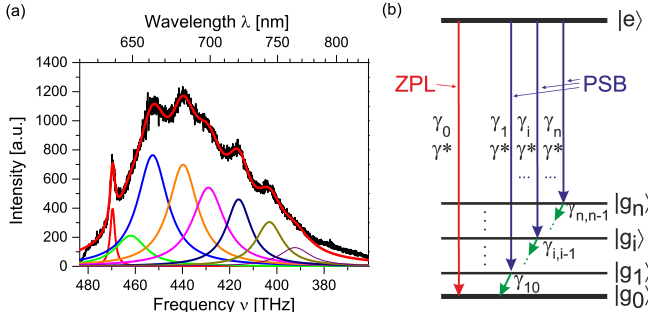 (a)
Wavelength λ [nm]
650 700 750 800
1400
1200
1000
800
600
400
200
0
Intensity [a.u.]
480 460 440 420 400
Frequency ν [THz]
(b)
|e⟩
ZPL
PSB
γ0 γ1 γi γn
γ* γ* γ* γ*
... ...
|gn⟩
γn,n-1
|gi⟩
γi,i-1
|g1⟩
γ10
|g0⟩